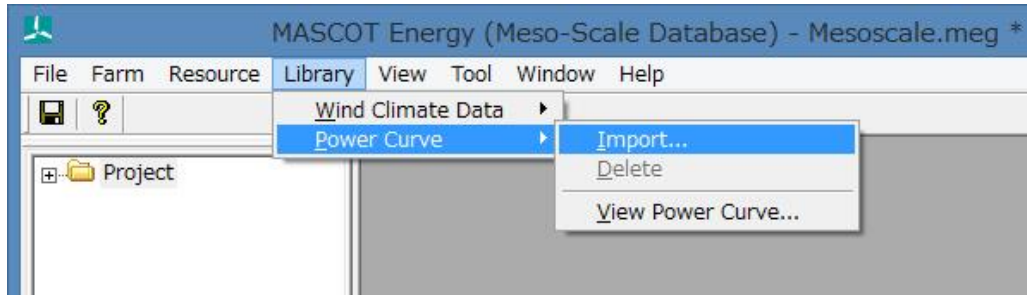 MASCOT Energy (Meso-Scale Database) - Mesoscale.meg *
File Farm Resource Library View Tool Window Help
Wind Climate Data
Power Curve Import...
Project Delete
View Power Curve...